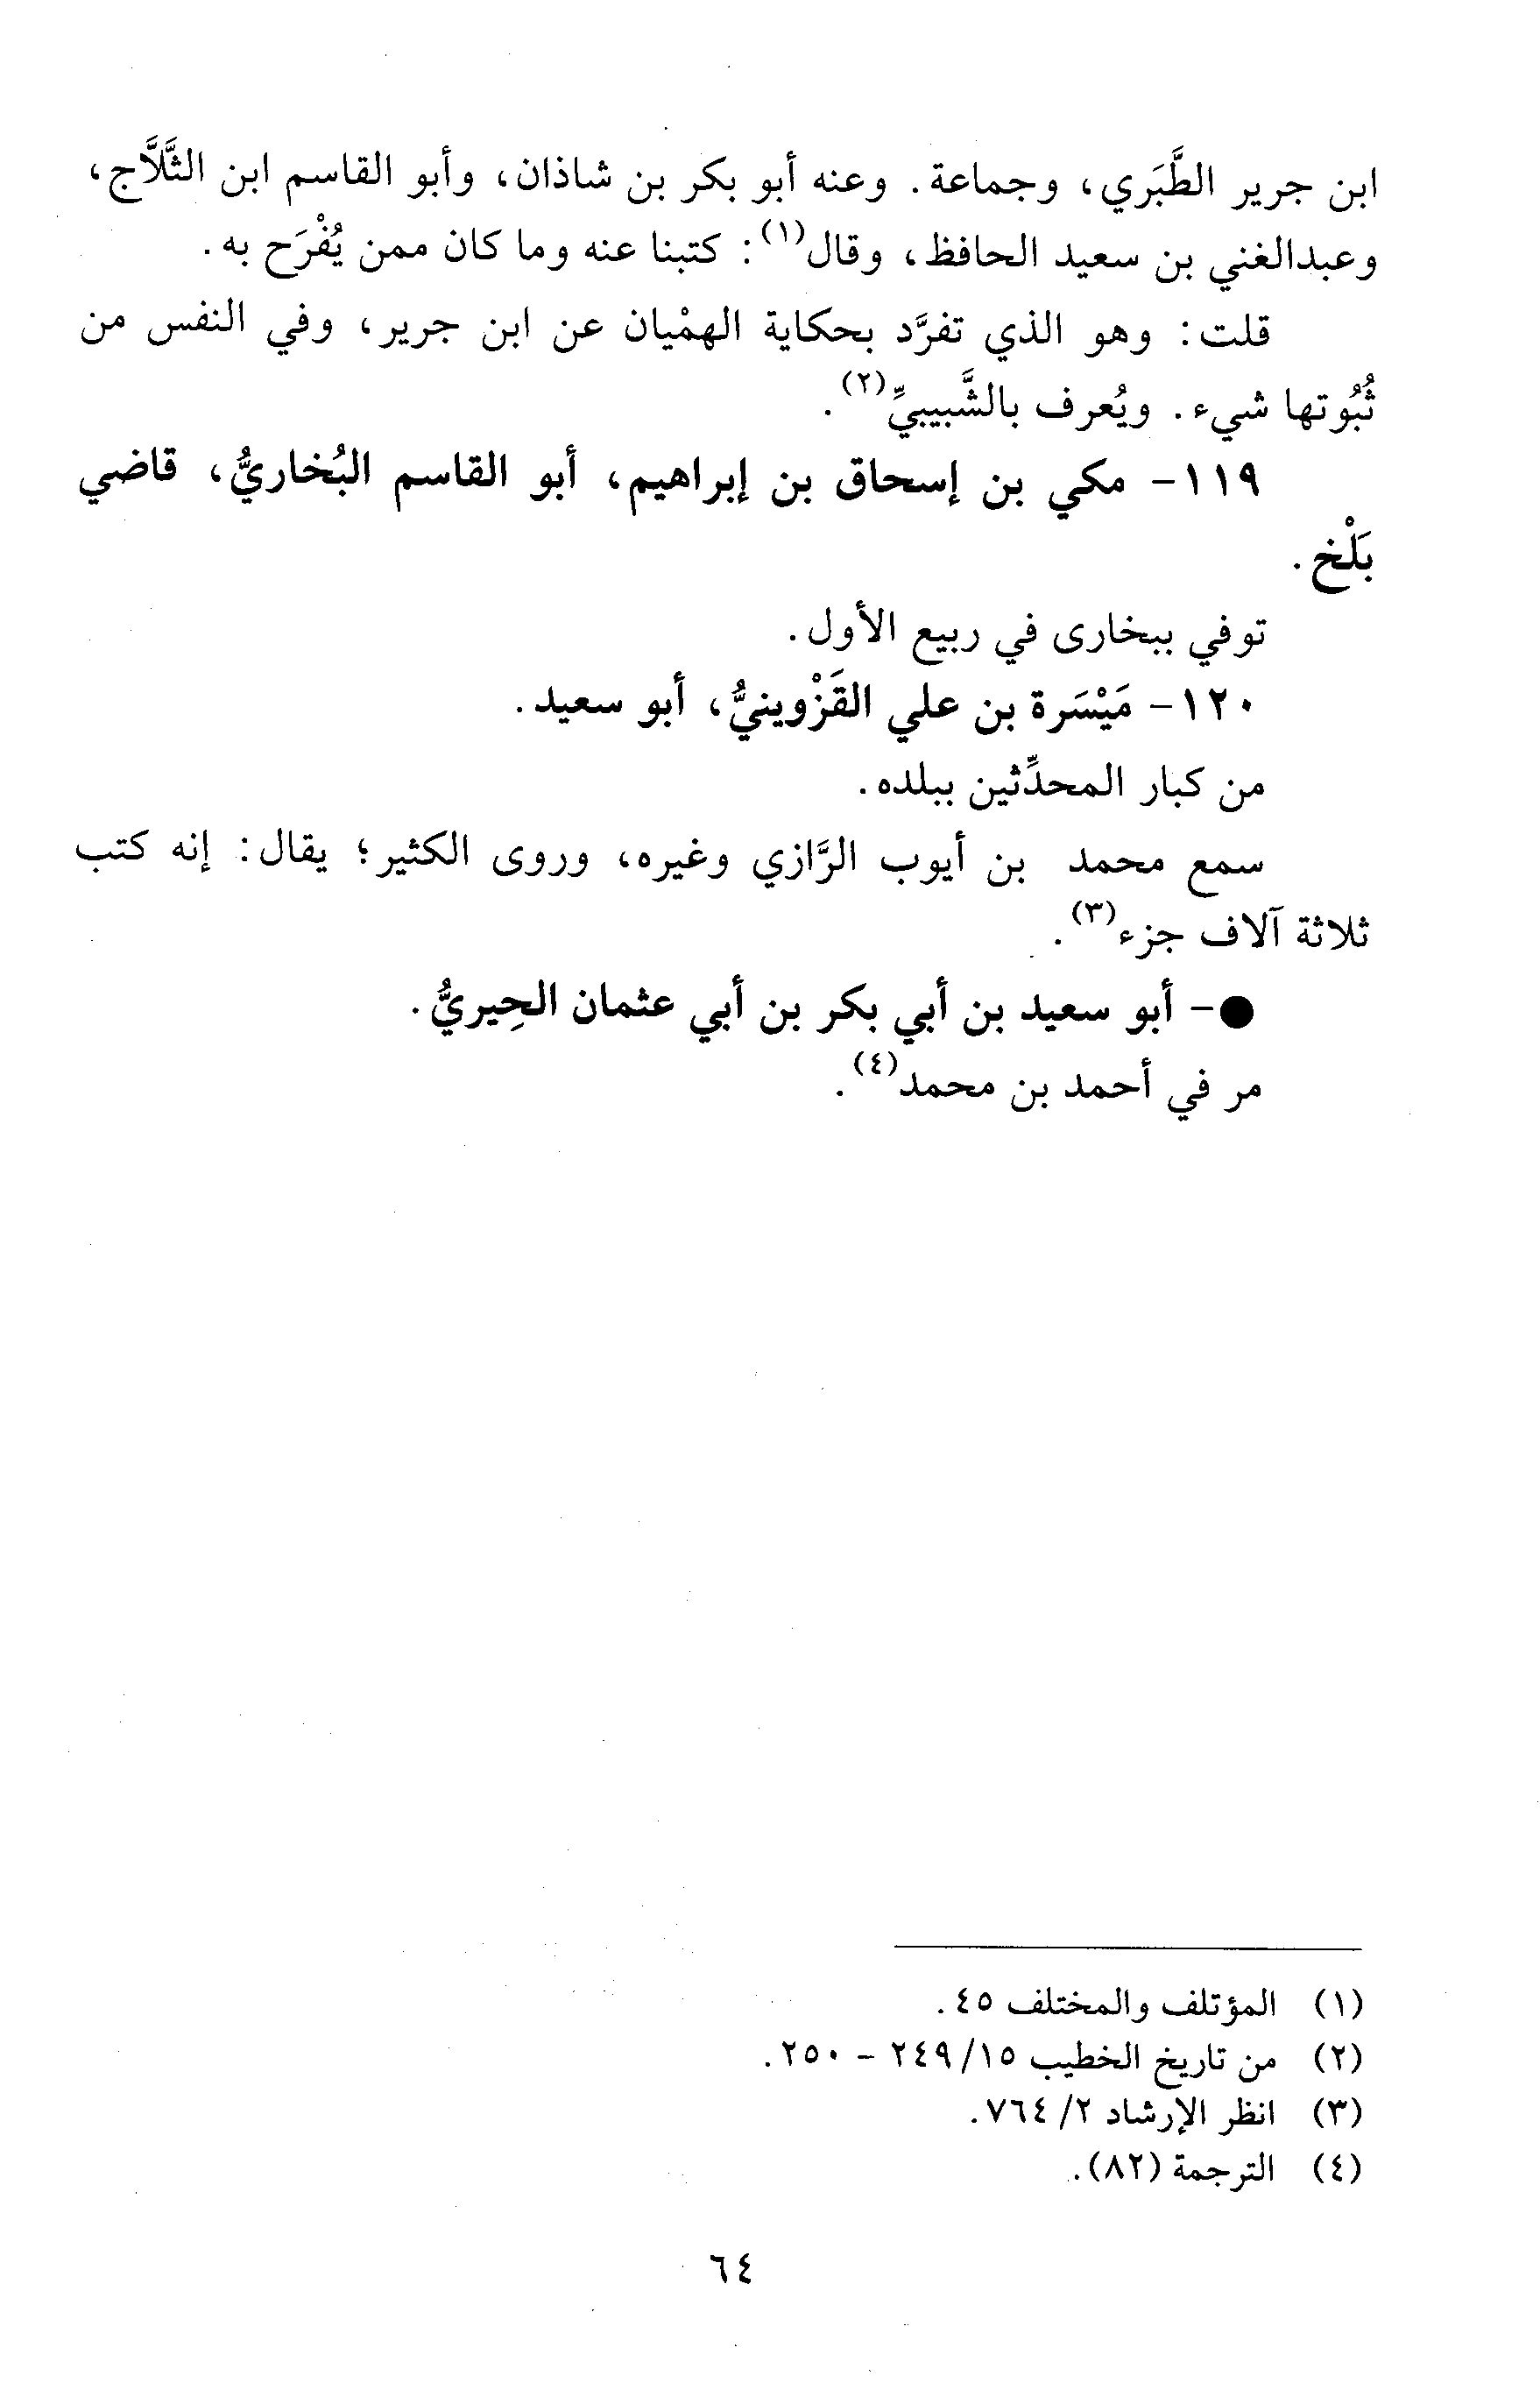 ابن جرير الطَّبَري، وجماعة. وعنه أبو بكر بن شاذان، وأبو القاسم ابن الثَّلَّاج،
وعبدالغني بن سعيد الحافظ، وقال(١): كتبنا عنه وما كان ممن يُفْرَح به.
قلت: وهو الذي تفرَّد بحكاية الهمْيان عن ابن جرير، وفي النفس من
ثُبُوتها شيء. ويُعرف بالشَّبيبيِّ(٢).
١١٩- مكي بن إسحاق بن إبراهيم، أبو القاسم البُخاريُّ، قاضي
بَلْخ.
توفي ببخارى في ربيع الأول.
١٢٠- مَيْسَرة بن علي القَزْوينيُّ، أبو سعيد.
من كبار المحدِّثين ببلده.
سمع محمد بن أيوب الرَّازي وغيره، وروى الكثير؛ يقال: إنه كتب
ثلاثة آلاف جزء(٣).
●- أبو سعيد بن أبي بكر بن أبي عثمان الحِيريُّ.
مر في أحمد بن محمد(٤).
(١) المؤتلف والمختلف ٤٥.
(٢) من تاريخ الخطيب ١٥/ ٢٤٩ - ٢٥٠.
(٣) انظر الإرشاد ٢/ ٧٦٤.
(٤) الترجمة (٨٢).
٦٤